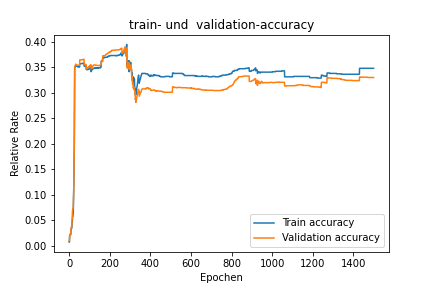 train- und  validation-accuracy
0.40
0.35
0.30
0.25
0.20
0.15
0.10
0.05
0.00
Relative Rate
0 200 400 600 800 1000 1200 1400
Epochen
Train accuracy
Validation accuracy